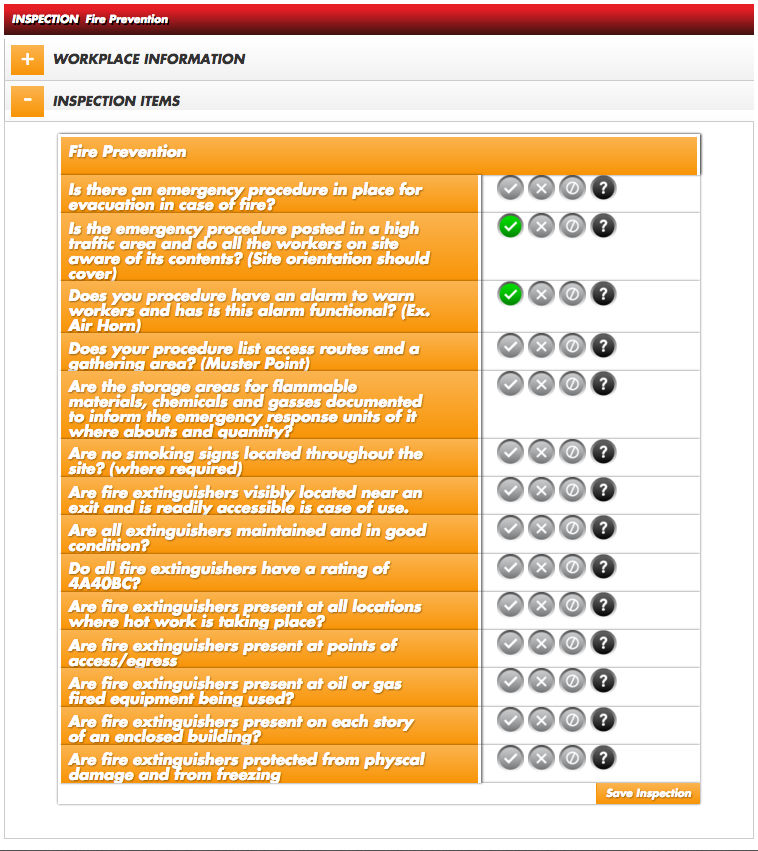 INSPECTION Fire Prevention
+ WORKPLACE INFORMATION
- INSPECTION ITEMS
Fire Prevention
Is there an emergency procedure in place for
evacuation in case of fire?
?
Is the emergency procedure posted in a high
traffic area and do all the workers on site
aware of its contents? (Site orientation should
cover)
?
Does you procedure have an alarm to warn
workers and has is this alarm functional? (Ex.
Air Horn)
?
Does your procedure list access routes and a
gathering area? (Muster Point)
?
Are the storage areas for flammable
materials, chemicals and gasses documented
to inform the emergency response units of it
where abouts and quantity?
?
Are no smoking signs located throughout the
site? (where required)
?
Are fire extinguishers visibly located near an
exit and is readily accessible is case of use.
?
Are all extinguishers maintained and in good
condition?
?
Do all fire extinguishers have a rating of
4A40BC?
?
Are fire extinguishers present at all locations
where hot work is taking place?
?
Are fire extinguishers present at points of
access/egress
?
Are fire extinguishers present at oil or gas
fired equipment being used?
?
Are fire extinguishers present on each story
of an enclosed building?
?
Are fire extinguishers protected from physcal
damage and from freezing
?
Save Inspection